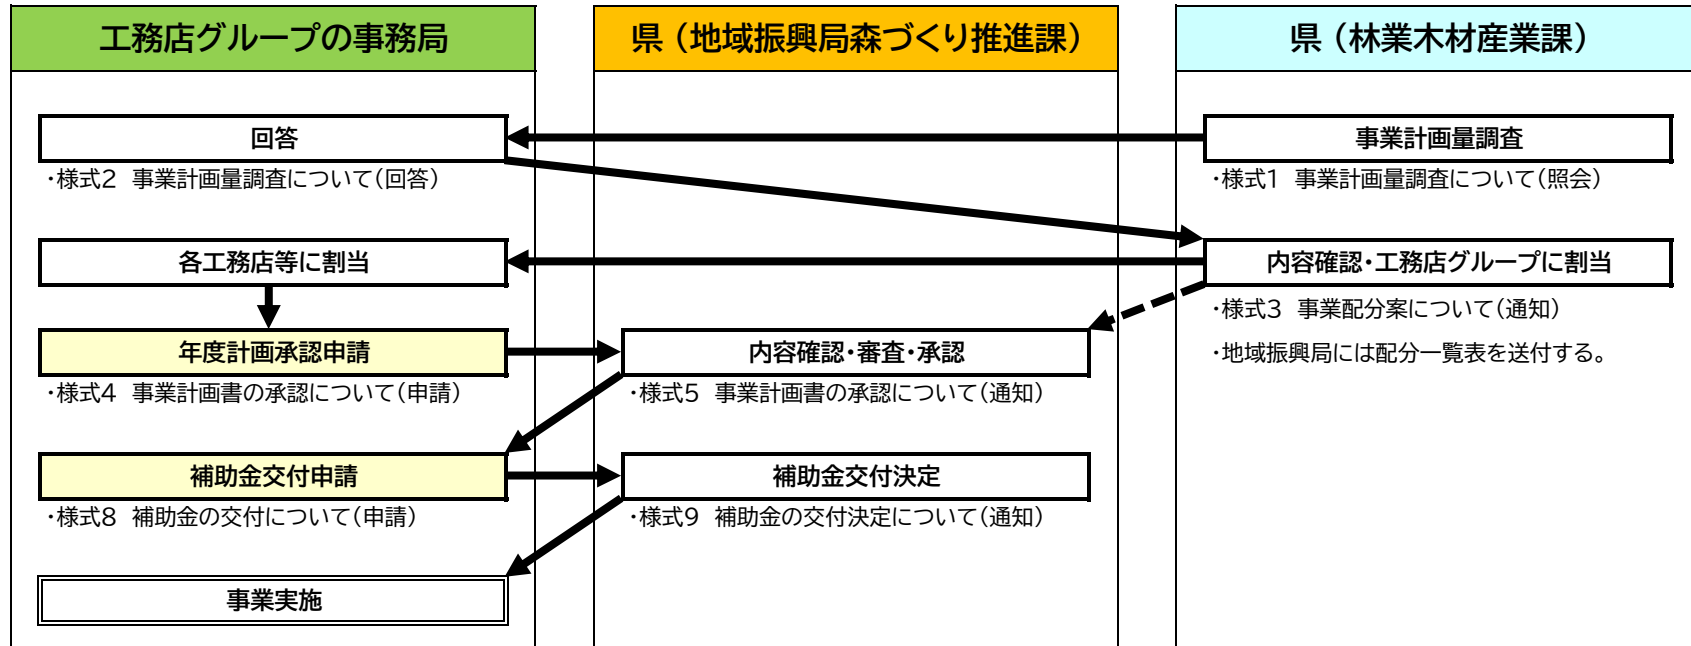 工務店グループの事務局
県（地域振興局森づくり推進課）
県（林業木材産業課）
回答
事業計画量調査
・様式2　事業計画量調査について（回答）
・様式1　事業計画量調査について（照会）
各工務店等に割当
内容確認・工務店グループに割当
・様式3　事業配分案について（通知）
年度計画承認申請
内容確認・審査・承認
・地域振興局には配分一覧表を送付する。
・様式4　事業計画書の承認について（申請）
・様式5　事業計画書の承認について（通知）
補助金交付申請
補助金交付決定
・様式8　補助金の交付について（申請）
・様式9　補助金の交付決定について（通知）
事業実施